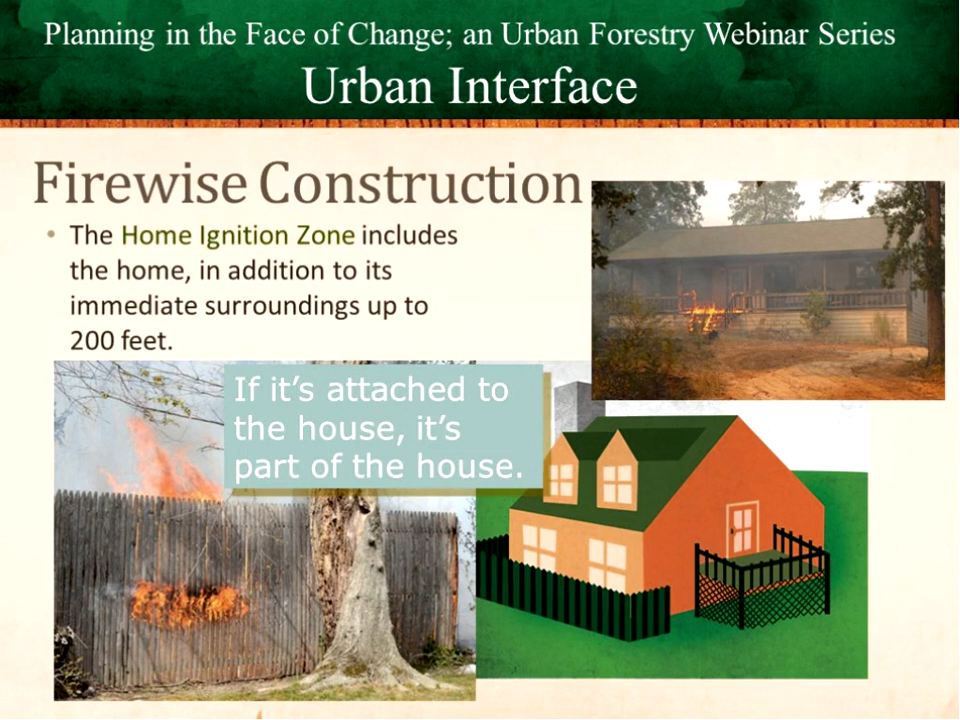 Planning in the Face of Change; an Urban Forestry Webinar Series
Urban Interface
Firewise Construction
• The Home Ignition Zone includes
the home, in addition to its
immediate surroundings up to
200 feet.
If it's attached to
the house, it's
part of the house.